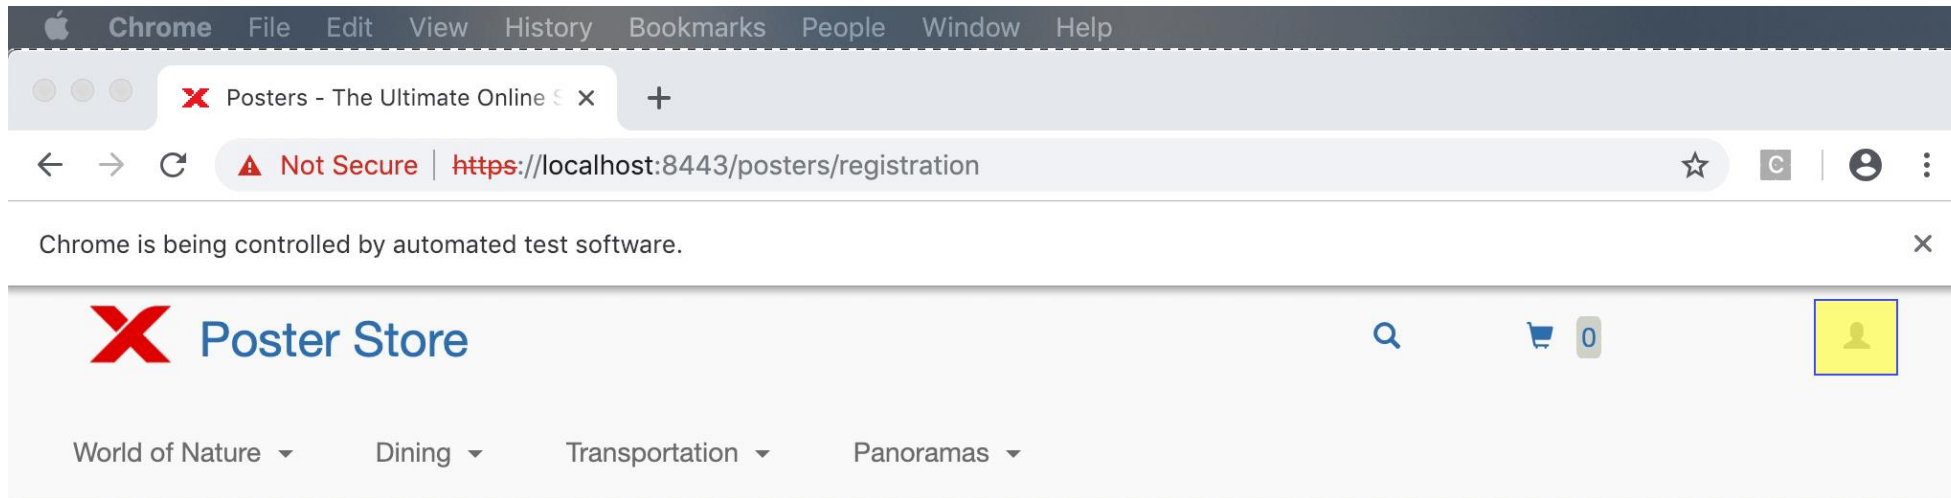 Chrome File Edit View History Bookmarks People Window Help
Posters - The Ultimate Online S
Not Secure https://localhost:8443/posters/registration C
Chrome is being controlled by automated test software.
Poster Store 0
World of Nature Dining Transportation Panoramas